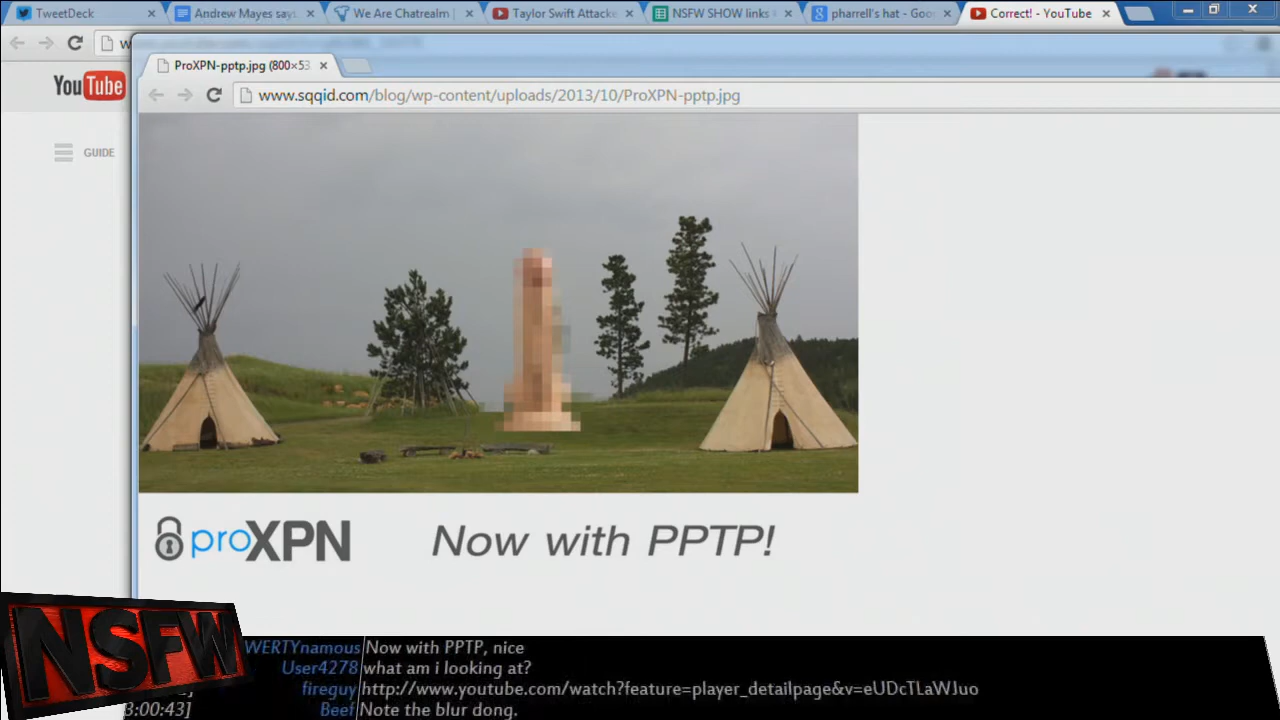 TweetDeck
Andrew Mayes say:
We Are Chatrealm |
Taylor Swift Attacke
NSFW SHOW links
pharrell's hat - Goo
Correct! - YouTube
ProXPN-pptp.jpg (800×53
YouTube
www.sqqid.com/blog/wp-content/uploads/2013/10/ProXPN-pptp.jpg
GUIDE
proXPN
Now with PPTP!
NSFW
WERTYnamous Now with PPTP, nice
User4278 what am i looking at?
fireguy http://www.youtube.com/watch?feature=player_detailpage&v=eUDcTLaWJuo
3:00:43] Beef Note the blur dong.